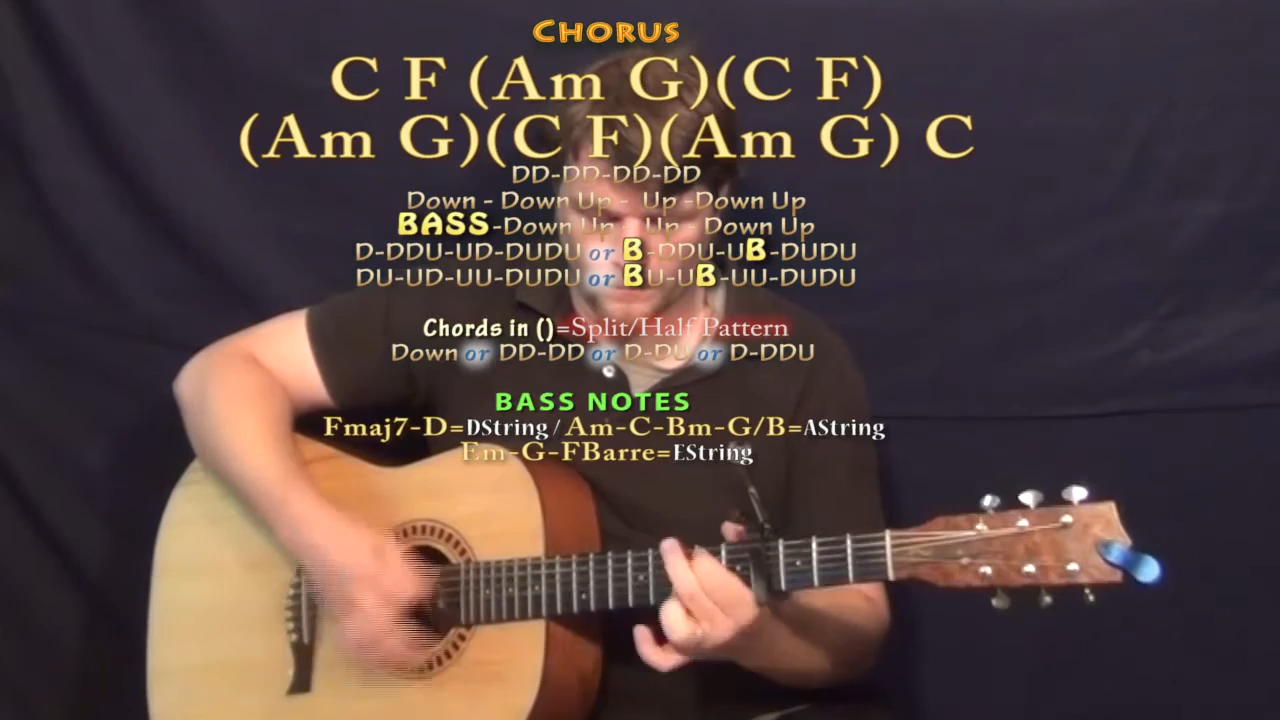 CHORUS
C F (Am G)(C F)
(Am G)(C F)(Am G) C
DD-DD-DD-DD
Down - Down Up - Up -Down Up
BASS-Down Up - Up - Down Up
D-DDU-UD-DUDU or B-DDU-UB-DUDU
DU-UD-UU-DUDU or BU-UB-UU-DUDU
Chords in ()=Split/Half Pattern
Down or DD-DD or D-DU or D-DDU
BASS NOTES
Fmaj7-D=DString / Am-C-Bm-G/B=AString
Em-G-FBarre=EString